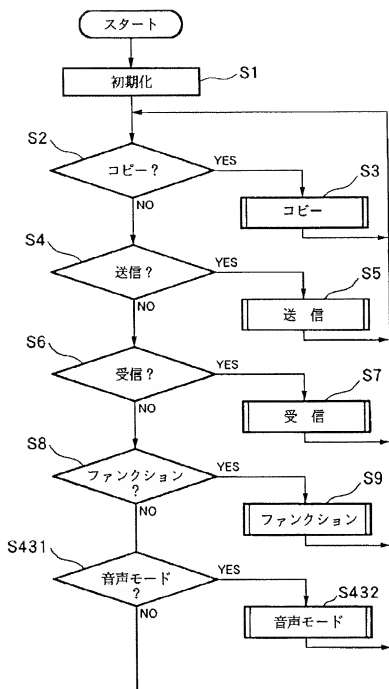 スタート
初期化
S1
S2
コピー?
YES
NO
S3
コピー
S4
送信?
YES
NO
S5
送 信
S6
受信?
YES
NO
S7
受 信
S8
ファンクション
?
YES
NO
S9
ファンクション
S431
音声モード
?
YES
NO
S432
音声モード